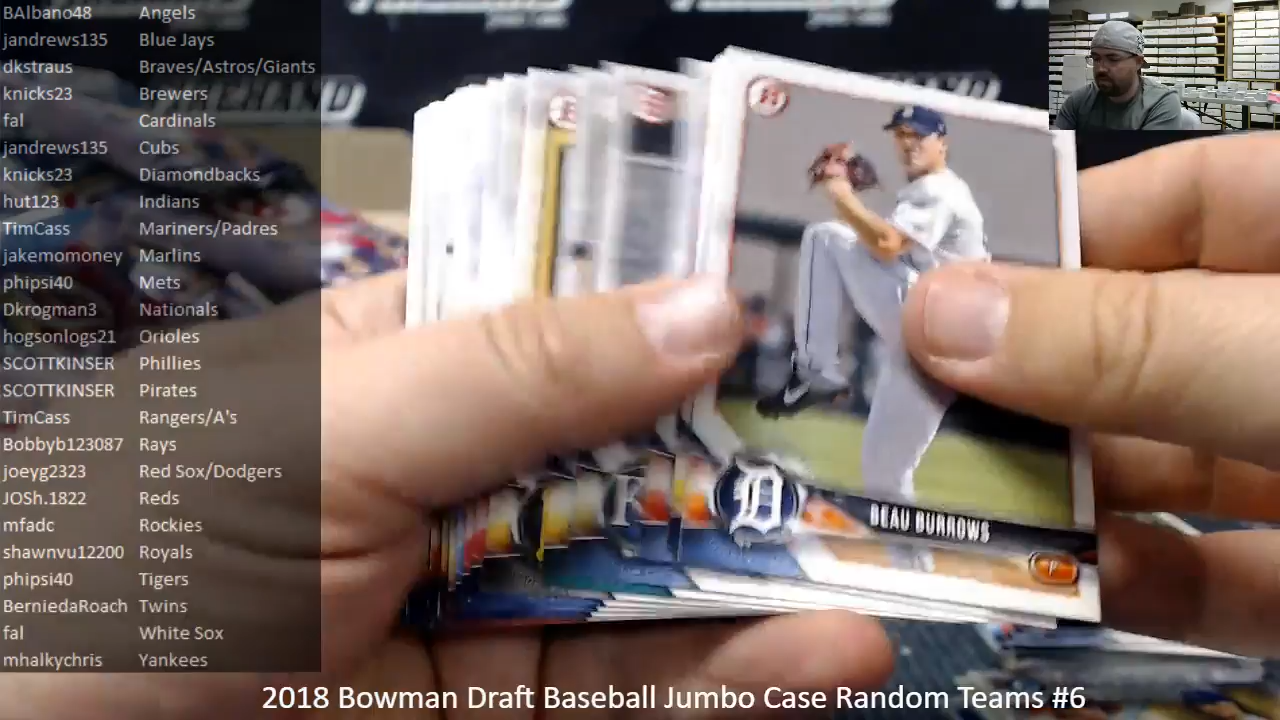 BAlbano48 Angels
jandrews135 Blue Jays
dkstraus Braves/Astros/Giants
knicks23 Brewers
fal Cardinals
jandrews135 Cubs
knicks23 Diamondbacks
hut123 Indians
TimCass Mariners/Padres
jakemomoney Marlins
phipsi40 Mets
Dkrogman3 Nationals
hogsonlogs21 Orioles
SCOTTKINSER Phillies
SCOTTKINSER Pirates
TimCass Rangers/A's
Bobbyb123087 Rays
joeyg2323 Red Sox/Dodgers
JOSh.1822 Reds
mfadc Rockies
shawnvu12200 Royals
phipsi40 Tigers
BerniedaRoach Twins
fal White Sox
mhalkychris Yankees
B
D
BEAU BURROWS
P
2018 Bowman Draft Baseball Jumbo Case Random Teams #6